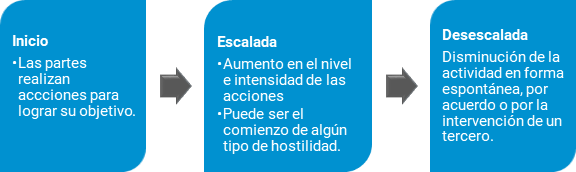 Inicio
•Las partes
realizan
accciones para
lograr su objetivo.
Escalada
•Aumento en el nivel
e intensidad de las
acciones
•Puede ser el
comienzo de algún
tipo de hostilidad.
Desescalada
Disminución de la
actividad en forma
espontánea, por
acuerdo o por la
intervención de un
tercero.